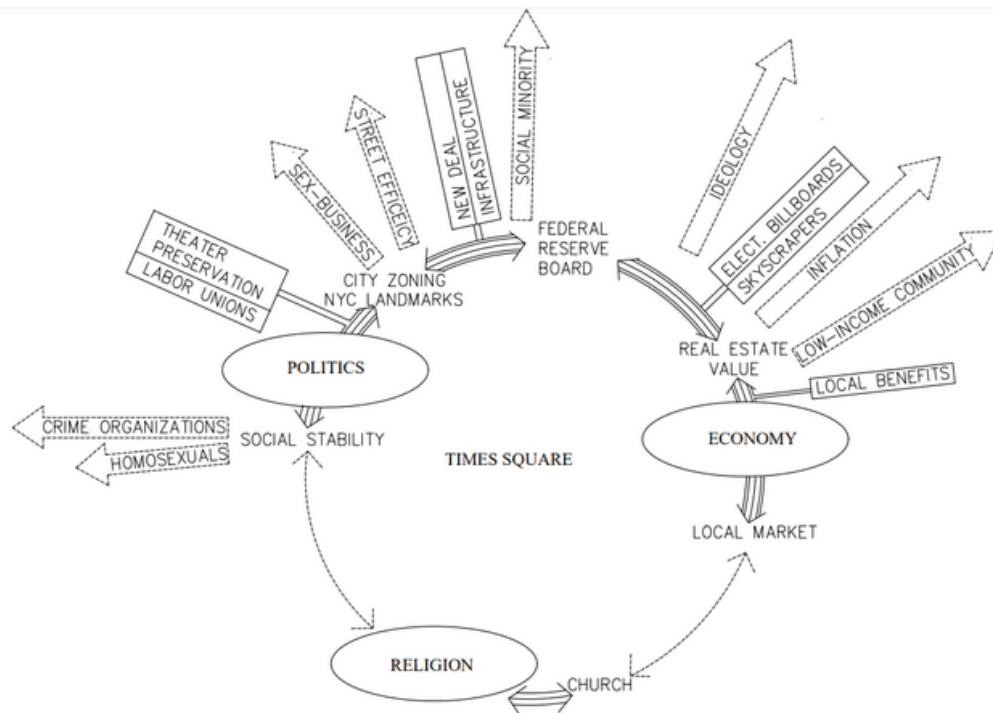 SOCIAL MINORITY
NEW DEAL
INFRASTRUCTURE
STREET EFFICEICY
SEX-BUSINESS
IDEOLOGY
ELECT. BILLBOARDS
SKYSCRAPERS
INFLATION
LOW-INCOME COMMUNITY
THEATER
PRESERVATION
LABOR UNIONS
CITY ZONING
NYC LANDMARKS
FEDERAL
RESERVE
BOARD
REAL ESTATE
VALUE
LOCAL BENEFITS
POLITICS
CRIME ORGANIZATIONS
HOMOSEXUALS
SOCIAL STABILITY
TIMES SQUARE
ECONOMY
LOCAL MARKET
RELIGION
CHURCH